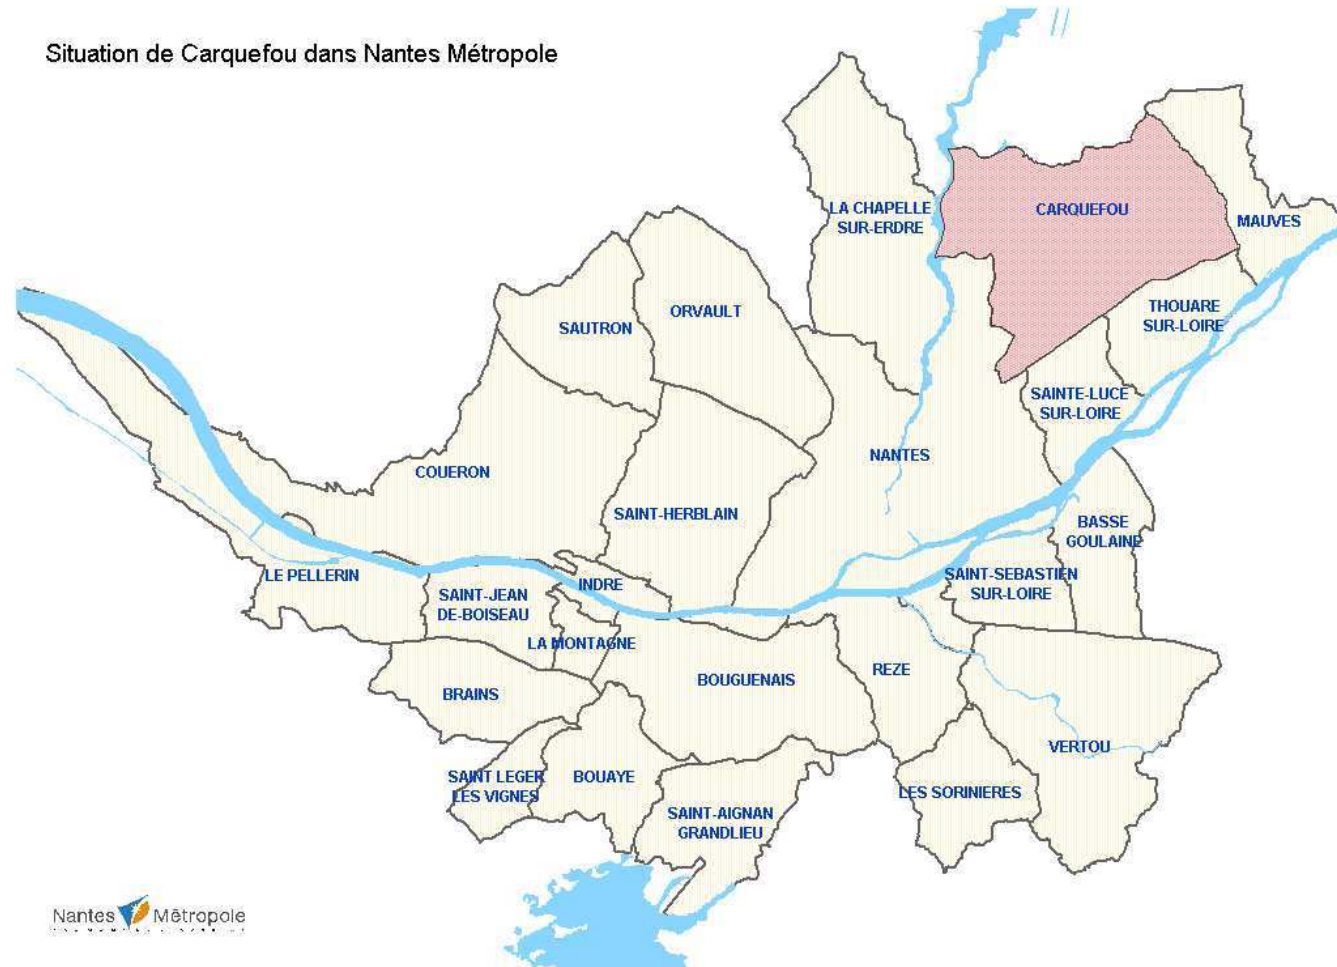 Situation de Carquefou dans Nantes Métropole
LA CHAPELLE
SUR-ERDRE
CARQUEFOU
MAUVES
ORVAULT
SAUTRON
THOUARE
SUR-LOIRE
SAINTE-LUCE
SUR-LOIRE
COUERON
NANTES
SAINT-HERBLAIN
BASSE
GOULAINE
LE PELLERIN
INDRE
SAINT-SEBASTIEN
SUR-LOIRE
SAINT-JEAN
DE-BOISEAU
LA MONTAGNE
BRAINS
BOUGUENAIS
REZE
VERTOU
SAINT LEGER
LES VIGNES
BOUAYE
LES SORINIERES
SAINT-AIGNAN
GRANDLIEU
Nantes Métropole